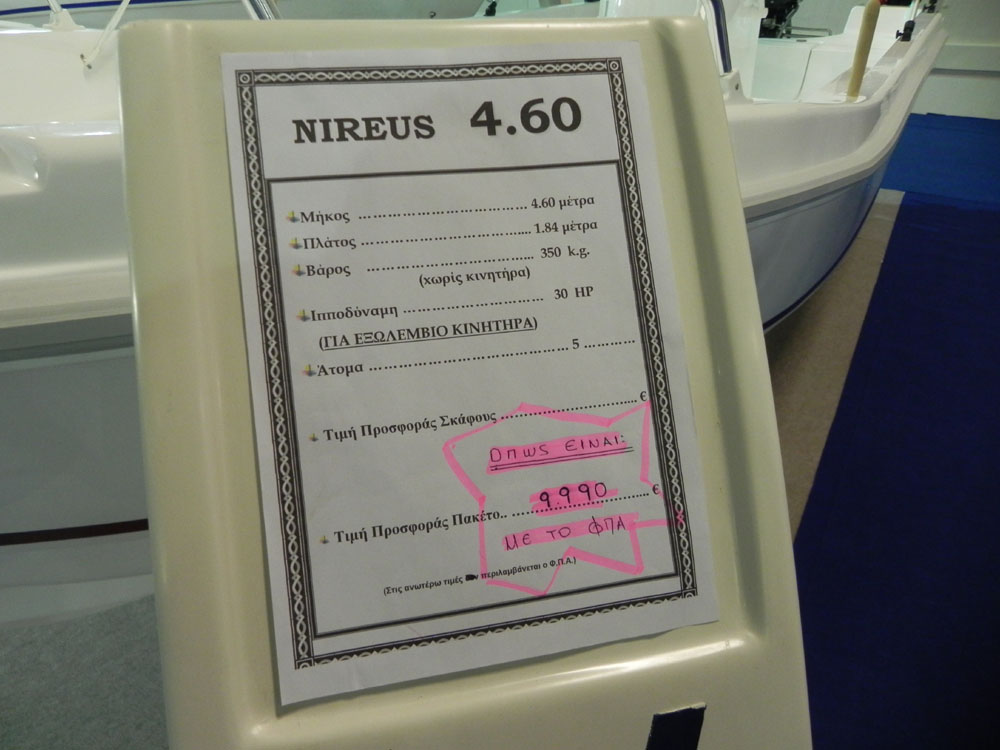 NIREUS 4.60
Μήκος ................................ 4.60 μέτρα
Πλάτος ................................ 1.84 μέτρα
Βάρος ................................ 350 k.g.
(χωρίς κινητήρα)
Ιπποδύναμη ........................ 30 HP
(ΓΙΑ ΕΞΩΛΕΜΒΙΟ ΚΙΝΗΤΗΡΑ)
Άτομα ................................ 5 ..........
Τιμή Προσφοράς Σκάφους ........................ €
ΟΠΩΣ ΕΙΝΑΙ:
9.990
Τιμή Προσφοράς Πακέτο.. ........................ €
ΜΕ ΤΟ ΦΠΑ
(Στις ανωτέρω τιμές περιλαμβάνεται ο Φ.Π.Α.)